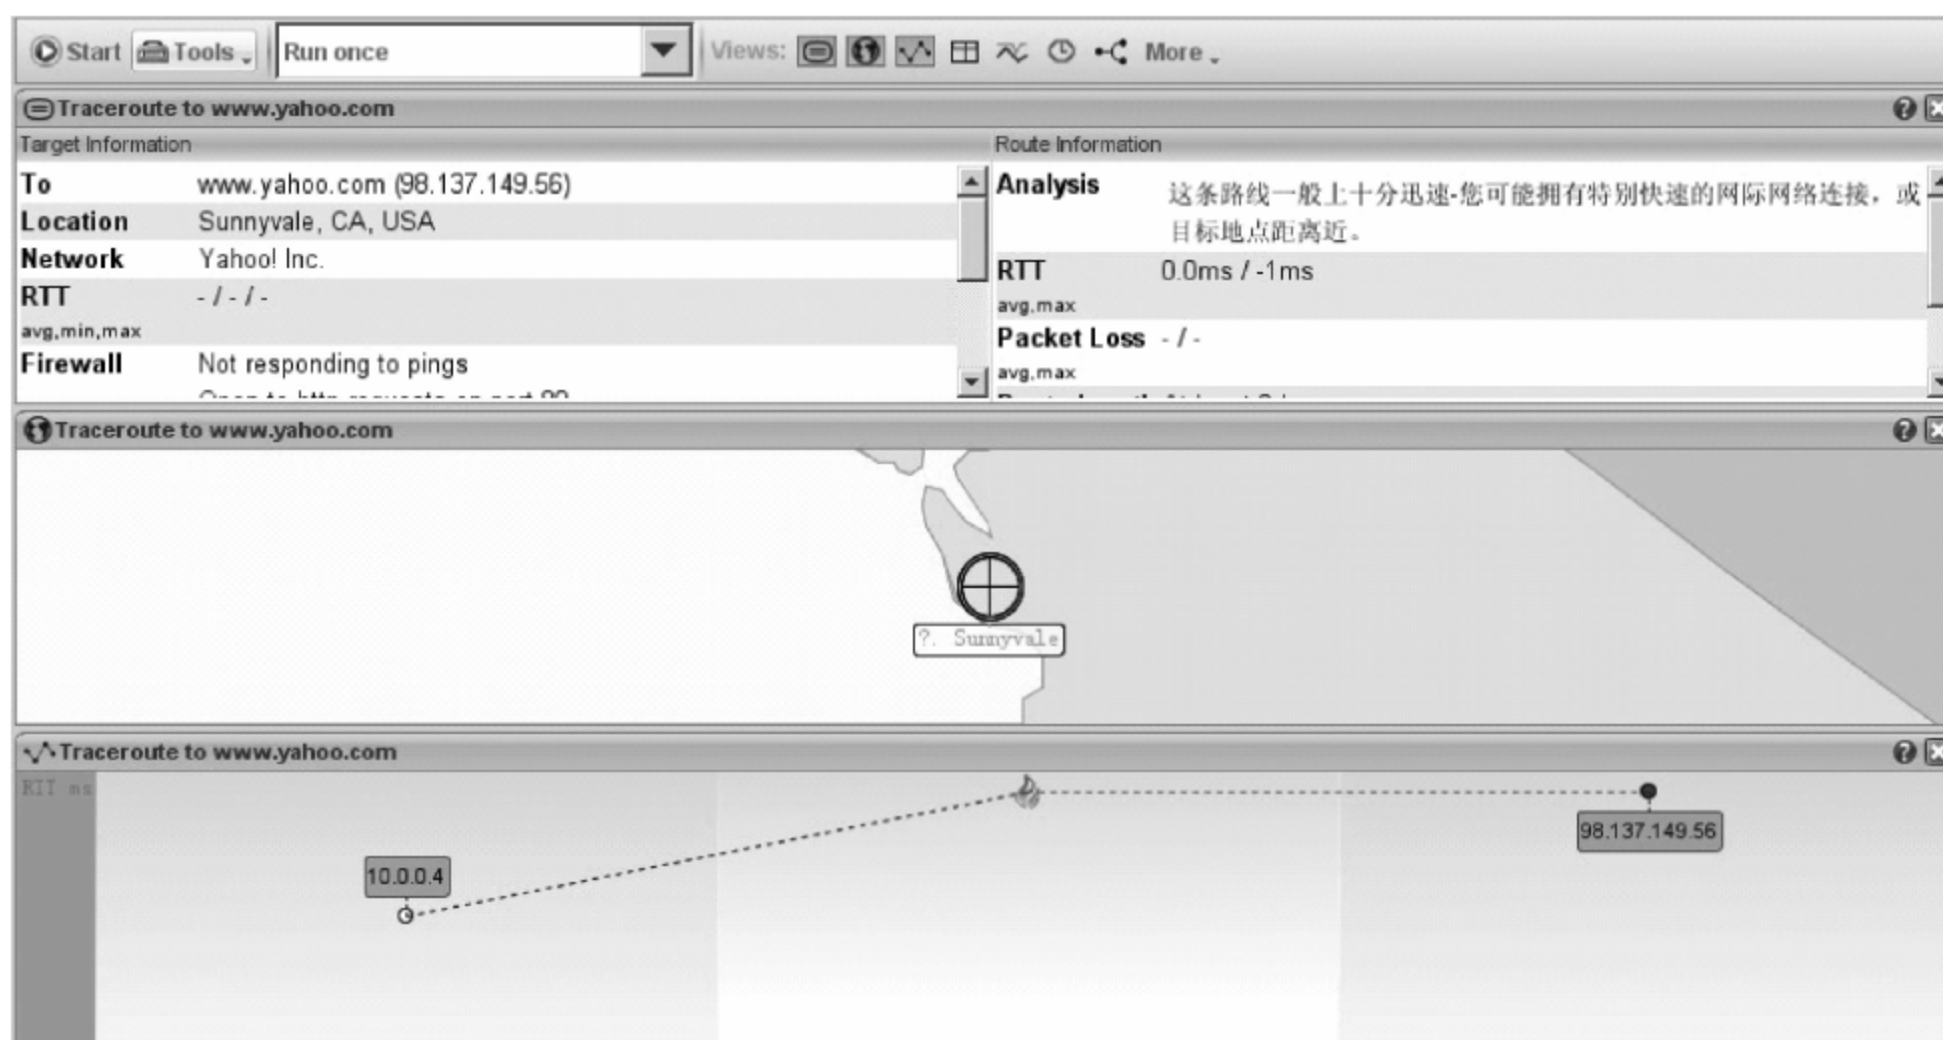 Start Tools Run once Views: More
Traceroute to www.yahoo.com
Target Information
To www.yahoo.com (98.137.149.56)
Location Sunnyvale, CA, USA
Network Yahoo! Inc.
RTT - / - / -
avg,min,max
Firewall Not responding to pings
Route Information
Analysis 这条路线一般上十分迅速-您可能拥有特别快速的网际网络连接，或
目标地点距离近。
RTT 0.0ms / -1ms
avg,max
Packet Loss - / -
avg,max
Traceroute to www.yahoo.com
?. Sunnyvale
Traceroute to www.yahoo.com
RTT ms
98.137.149.56
10.0.0.4